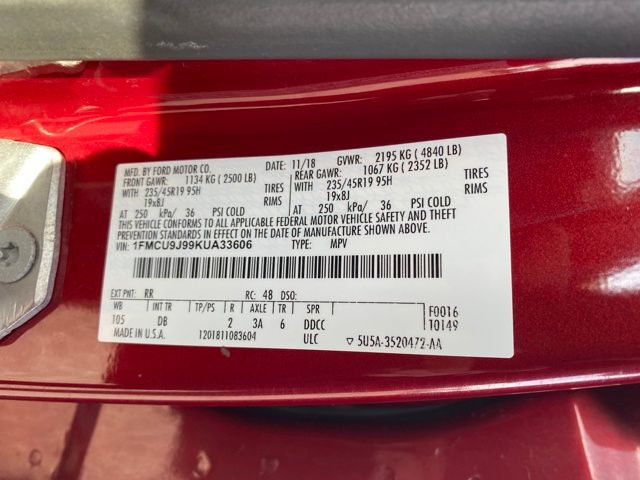 MFD. BY FORD MOTOR CO.
DATE: 11/18 GVWR: 2195 KG ( 4840 LB)
FRONT GAWR: 1134 KG ( 2500 LB)
REAR GAWR: 1067 KG ( 2352 LB)
WITH 235/45R19 95H TIRES
WITH 235/45R19 95H TIRES
19x8J RIMS
19x8J RIMS
AT 250 kPa/ 36 PSI COLD
AT 250 kPa/ 36 PSI COLD
THIS VEHICLE CONFORMS TO ALL APPLICABLE FEDERAL MOTOR VEHICLE SAFETY AND THEFT
PREVENTION STANDARDS IN EFFECT ON THE DATE OF MANUFACTURE SHOWN ABOVE.
VIN: 1FMCU9J99KUA33606 TYPE: MPV
EXT PNT: RR RC: 48 DSO:
WB INT TR TP/PS R AXLE TR SPR
F0016
105 DB 2 3A 6 DDCC
T0149
MADE IN U.S.A. 1201811083604 ULC ▽ 5U5A-3520472-AA